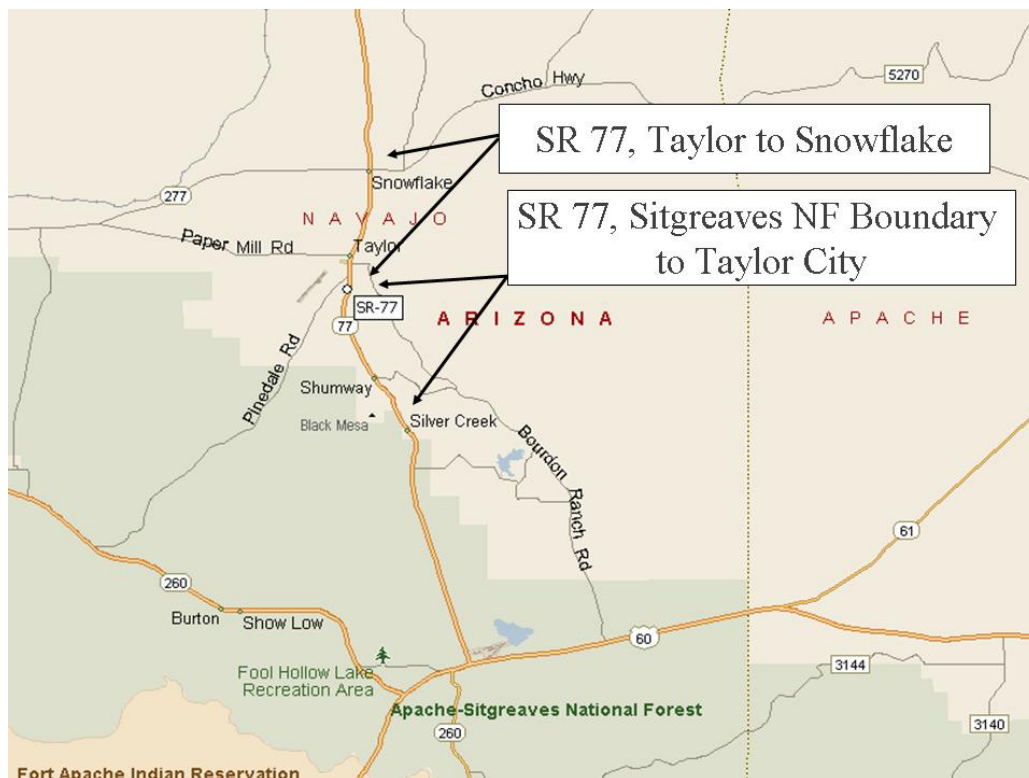 Concho Hwy
5270
SR 77, Taylor to Snowflake
Snowflake
277
SR 77, Sitgreaves NF Boundary
to Taylor City
NAVAJO
Paper Mill Rd
Taylor
SR-77
77
ARIZONA
APACHE
Pinedale Rd
Shumway
Black Mesa
Silver Creek
Bourdon Ranch Rd
61
260
Burton
Show Low
60
Fool Hollow Lake
Recreation Area
3144
Apache-Sitgreaves National Forest
260
3140
Fort Apache Indian Reservation